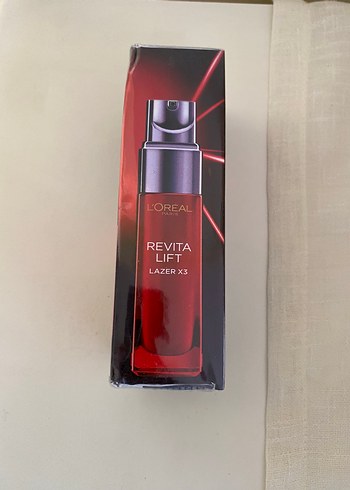 L'ORÉAL
PARIS
REVITA
LIFT
LAZER X3